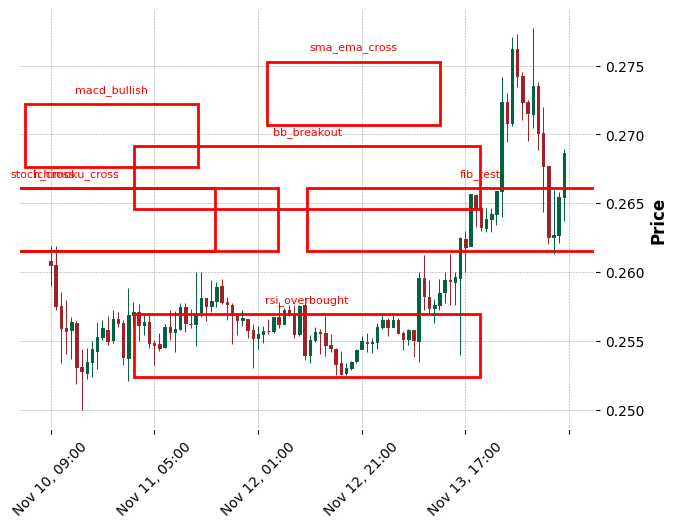 sma_ema_cross
macd_bullish
bb_breakout
fib_test
rsi_overbought
0.275
0.270
0.265
0.260
0.255
0.250
Price
Nov 10, 09:00
Nov 11, 05:00
Nov 12, 01:00
Nov 12, 21:00
Nov 13, 17:00